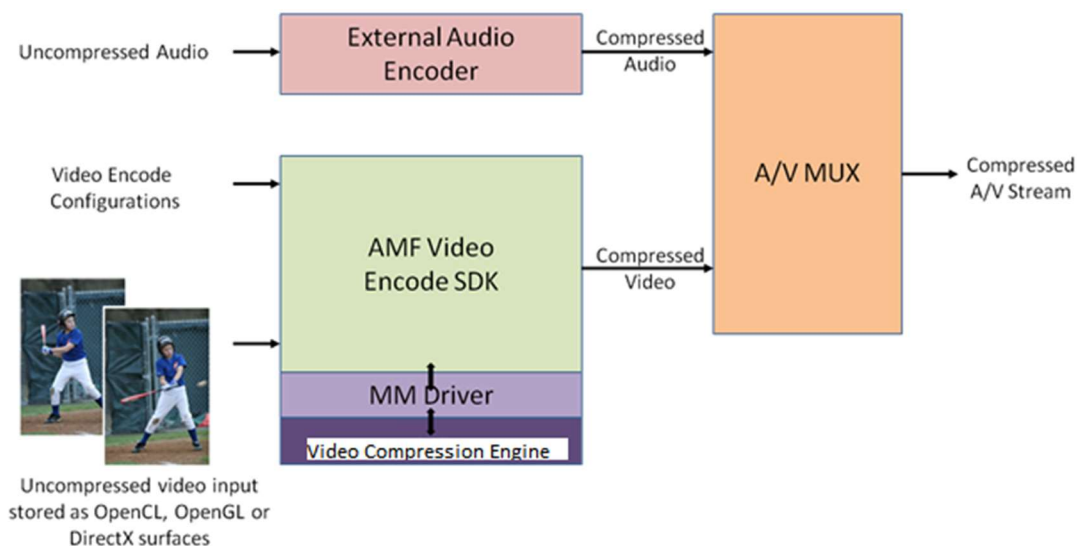 Uncompressed Audio
External Audio
Encoder
Compressed
Audio
Video Encode
Configurations
AMF Video
Encode SDK
Compressed
Video
A/V MUX
Compressed
A/V Stream
MM Driver
Video Compression Engine
Uncompressed video input
stored as OpenCL, OpenGL or
DirectX surfaces